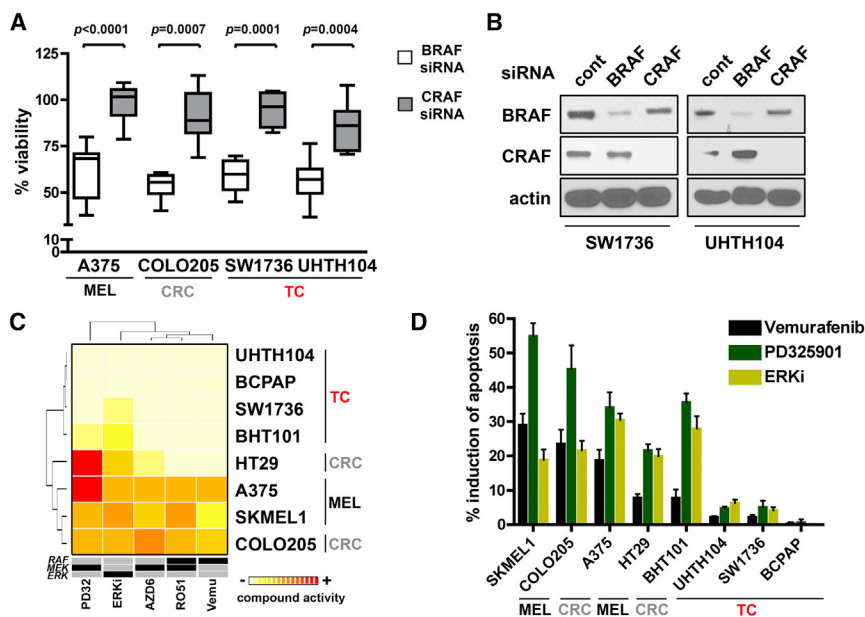 A
p<0.0001 p=0.0007 p=0.0001 p=0.0004
BRAF
siRNA
CRAF
siRNA
% viability
100
75
50
10
0
A375 COLO205 SW1736 UHTH104
MEL CRC TC
B
siRNA cont BRAF CRAF cont BRAF CRAF
BRAF
CRAF
actin
SW1736 UHTH104
C
UHTH104
BCPAP
SW1736
BHT101
TC
HT29 CRC
A375
SKMEL1
MEL
COLO205 CRC
RAF
MEK
ERK
PD32 ERKi AZD6 RO51 Vemu
- +
compound activity
D
Vemurafenib
PD325901
ERKi
% induction of apoptosis
60
50
40
30
20
10
0
SKMEL1 COLO205 A375 HT29 BHT101 UHTH104 SW1736 BCPAP
MEL CRC MEL CRC TC